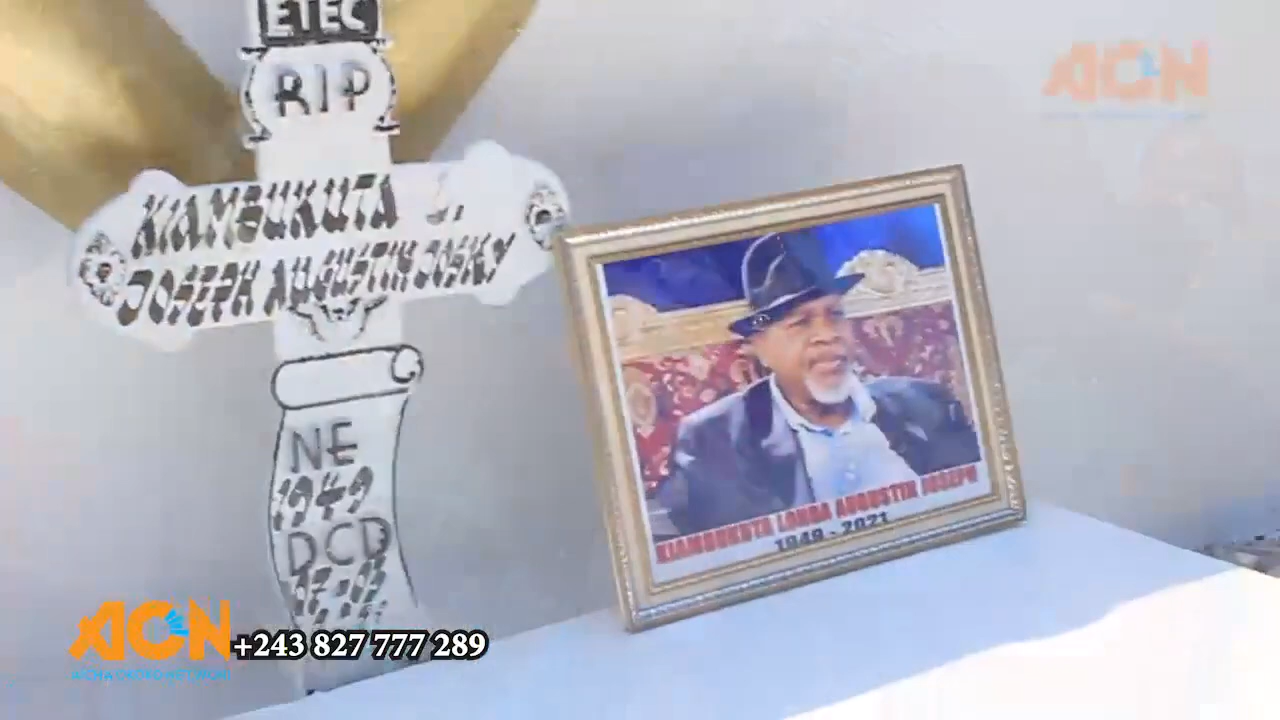 ETEC
RIP
KIAMBUKUTA J.
JOSEPH AUGUSTIN JOSKY
NE
1949
DCD
ACN
KIAMBUKUTA LONDA AUGUSTIN JOSEPH
1949 - 2021
ACN
+243 827 777 289